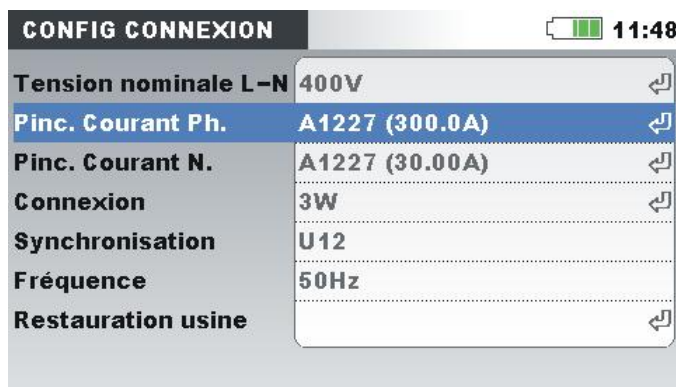 CONFIG CONNEXION 11:48
Tension nominale L-N 400V
Pinc. Courant Ph. A1227 (300.0A)
Pinc. Courant N. A1227 (30.00A)
Connexion 3W
Synchronisation U12
Fréquence 50Hz
Restauration usine